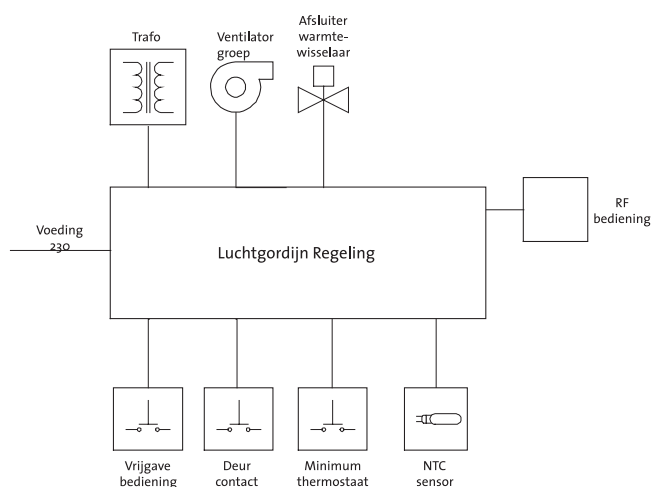 Trafo
Ventilator
groep
Afsluiter
warmte-
wisselaar
Voeding
230
Luchtgordijn Regeling
RF
bediening
Vrijgave
bediening
Deur
contact
Minimum
thermostaat
NTC
sensor